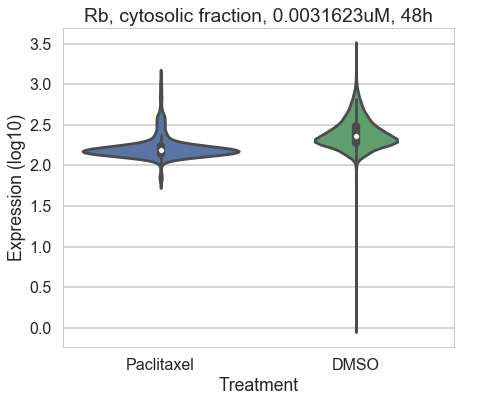 Rb, cytosolic fraction, 0.0031623uM, 48h
Expression (log10)
3.5
3.0
2.5
2.0
1.5
1.0
0.5
0.0
Paclitaxel
DMSO
Treatment